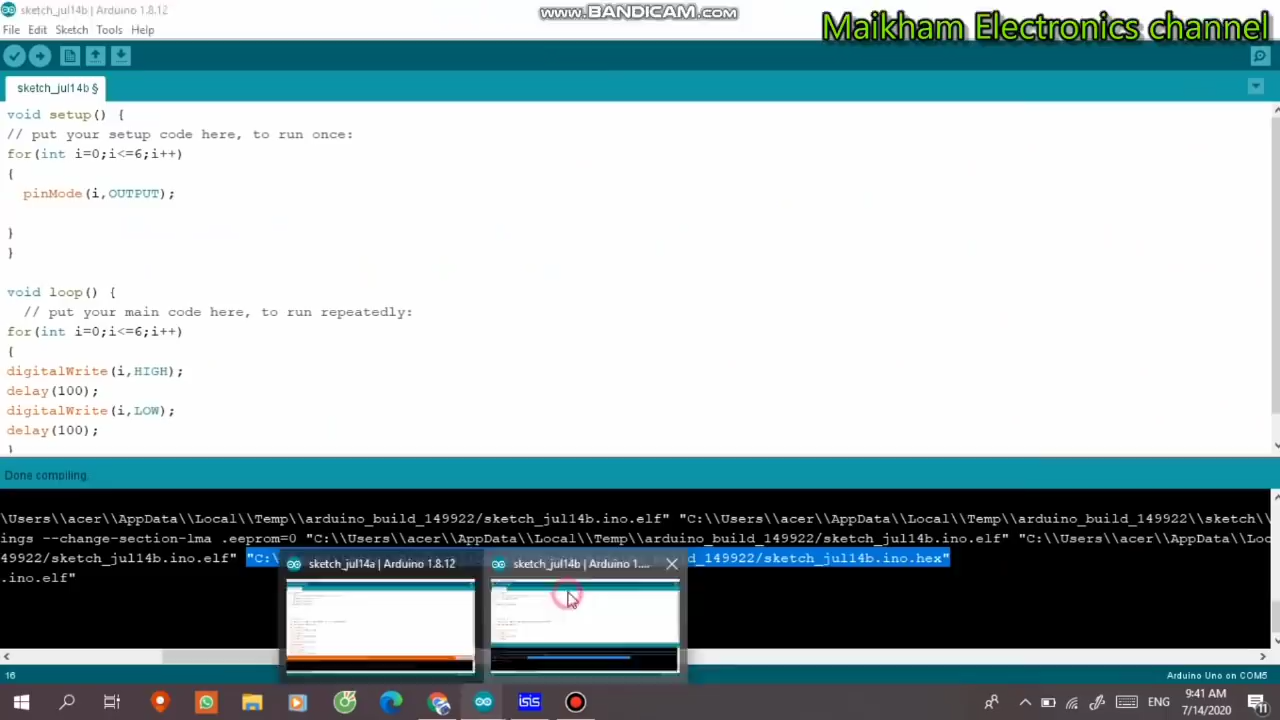 sketch_jul14b | Arduino 1.8.12
www.BANDICAM.com
Maikham Electronics channel
File Edit Sketch Tools Help
sketch_jul14b §
void setup() {
// put your setup code here, to run once:
for(int i=0;i<=6;i++)
{
pinMode(i,OUTPUT);
}
}
void loop() {
// put your main code here, to run repeatedly:
for(int i=0;i<=6;i++)
{
digitalWrite(i,HIGH);
delay(100);
digitalWrite(i,LOW);
delay(100);
}
Done compiling.
\Users\\acer\\AppData\\Local\\Temp\\arduino_build_149922/sketch_jul14b.ino.elf" "C:\\Users\\acer\\AppData\\Local\\Temp\\arduino_build_149922\\sketch\\
ings --change-section-lma .eeprom=0 "C:\\Users\\acer\\AppData\\Local\\Temp\\arduino_build_149922/sketch_jul14b.ino.elf" "C:\\Users\\acer\\AppData\\Loc
49922/sketch_jul14b.ino.elf" "C:\ d_149922/sketch_jul14b.ino.hex"
.ino.elf"
sketch_jul14a | Arduino 1.8.12
sketch_jul14b | Arduino 1....
16
Arduino Uno on COM5
isis
ENG
9:41 AM
7/14/2020
11